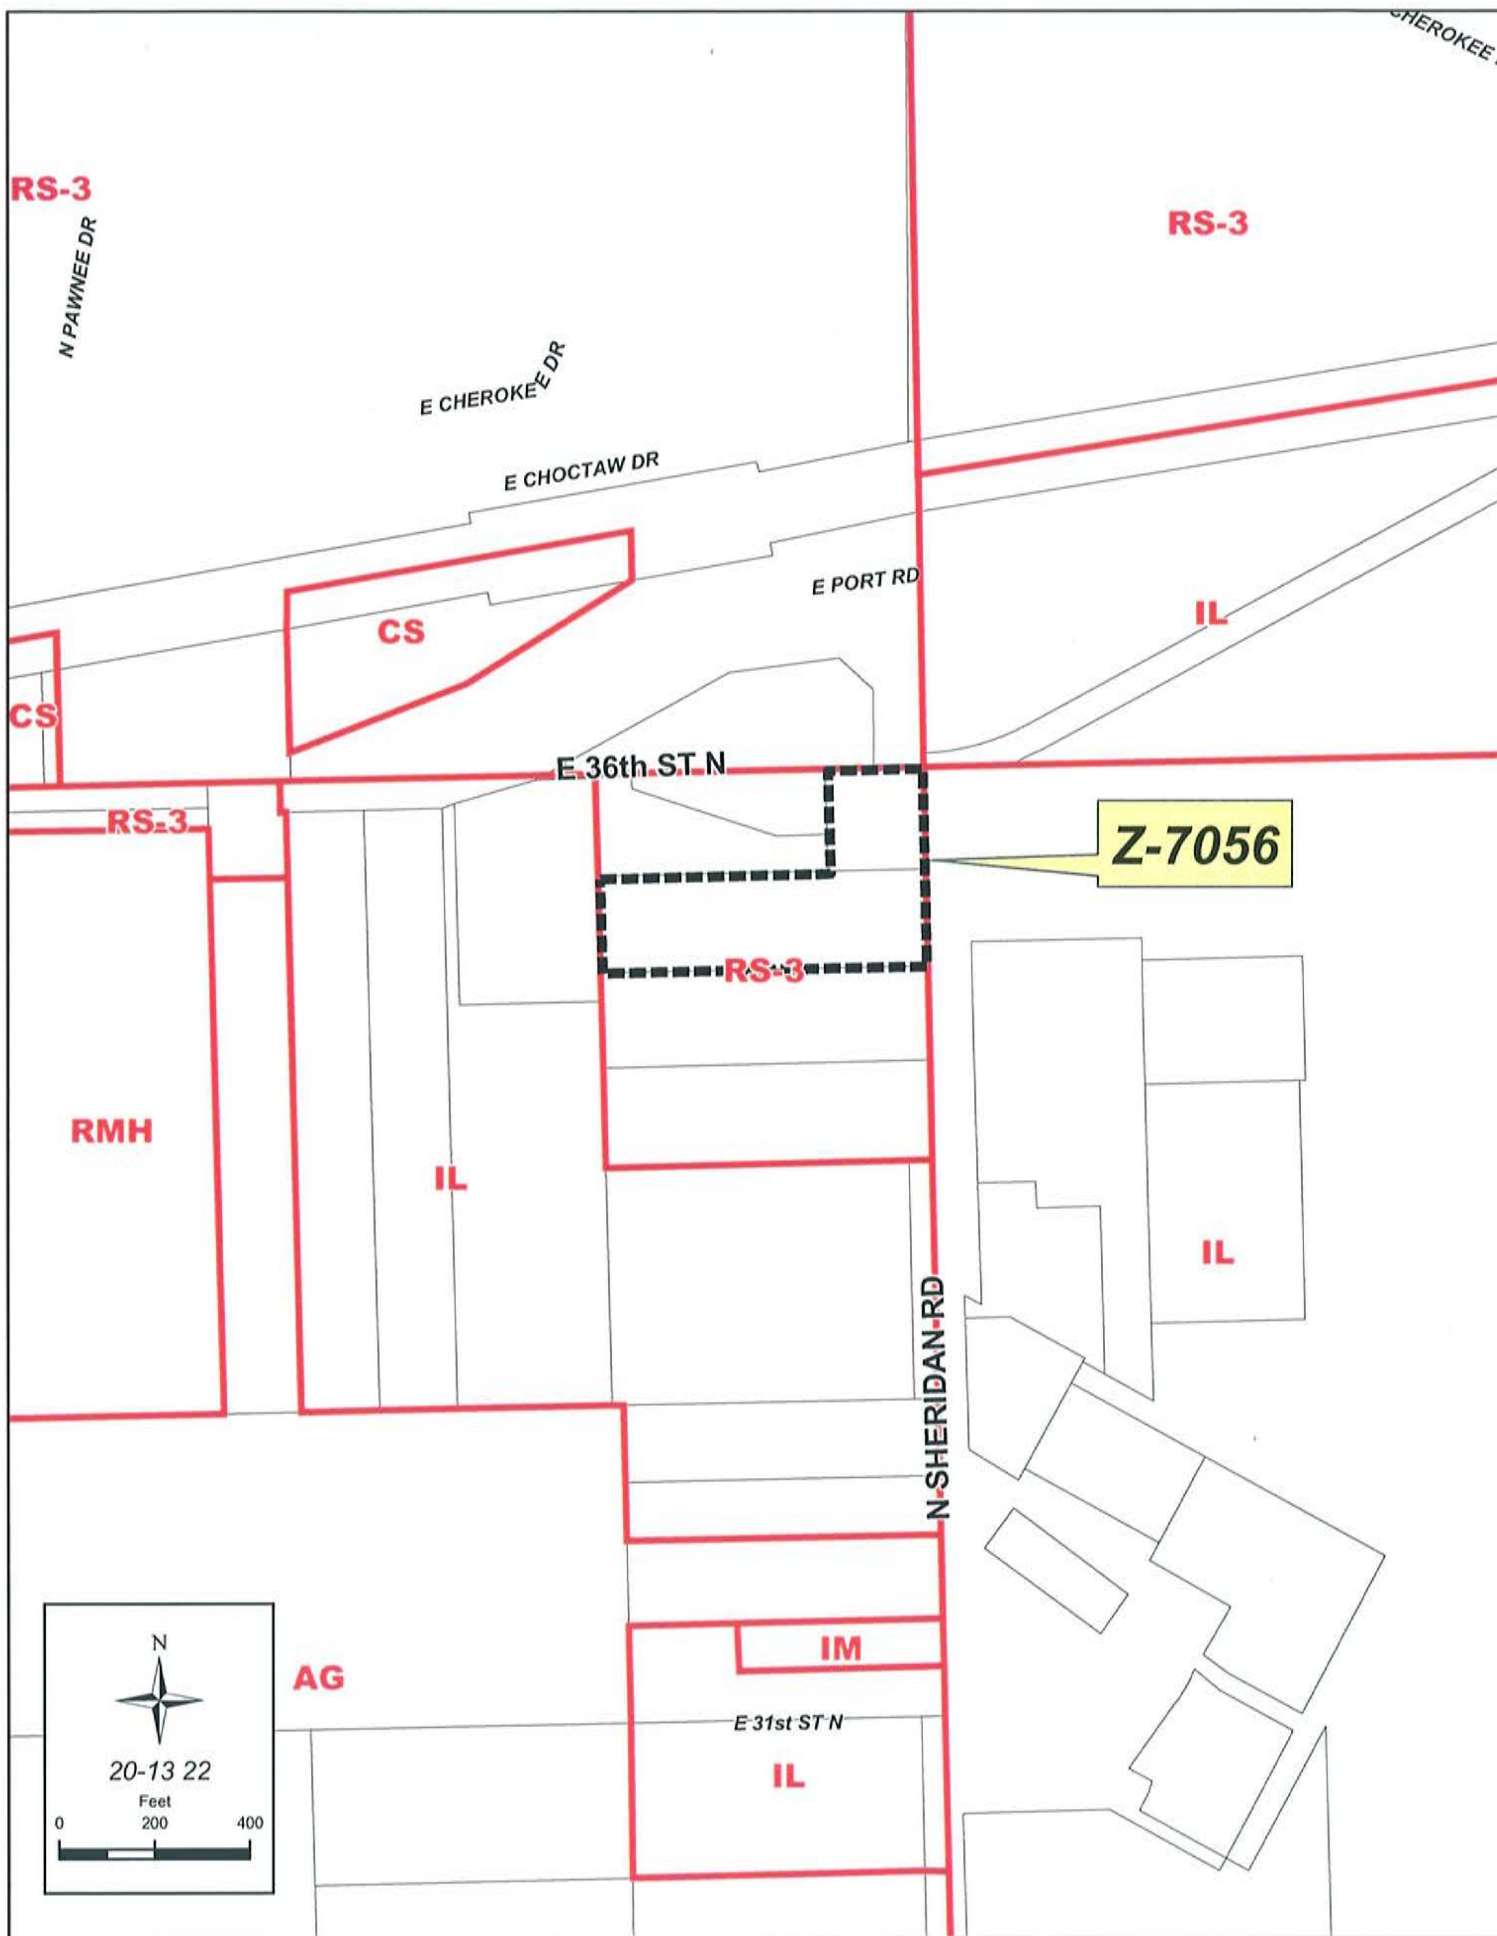 CHEROKEE
RS-3
RS-3
N PAWNEE DR
E CHEROKEE DR
E CHOCTAW DR
E PORT RD
IL
CS
CS
E 36th ST N
RS-3
Z-7056
RS-3
RMH
IL
IL
N SHERIDAN RD
IM
AG
E 31st ST N
IL
N
20-13 22
Feet
0 200 400